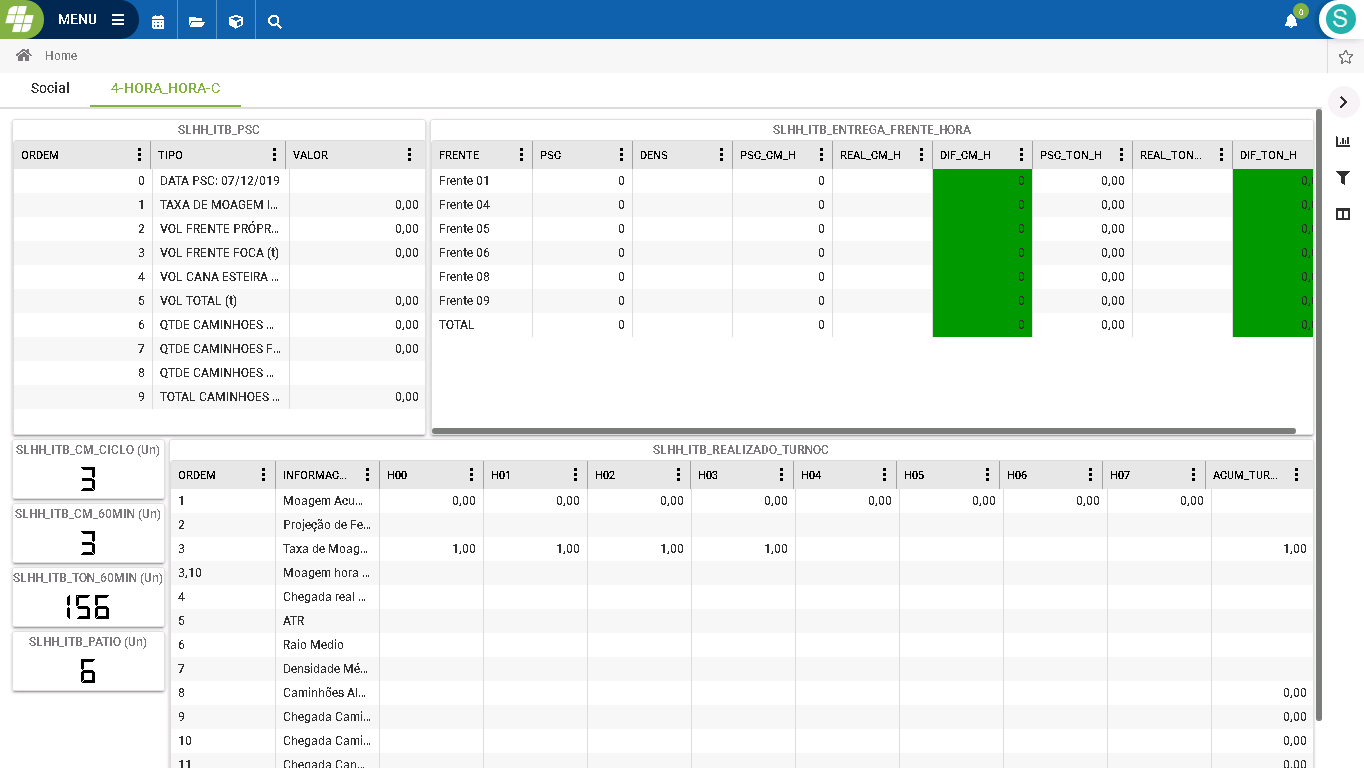 MENU
0
S
Home
Social
4-HORA_HORA-C
SLHH_ITB_PSC
ORDEM TIPO VALOR
0 DATA PSC: 07/12/019
1 TAXA DE MOAGEM I... 0,00
2 VOL FRENTE PRÓPR... 0,00
3 VOL FRENTE FOCA (t) 0,00
4 VOL CANA ESTEIRA ...
5 VOL TOTAL (t) 0,00
6 QTDE CAMINHOES ... 0,00
7 QTDE CAMINHOES F... 0,00
8 QTDE CAMINHOES ...
9 TOTAL CAMINHOES ... 0,00
SLHH_ITB_ENTREGA_FRENTE_HORA
FRENTE PSC DENS PSC_CM_H REAL_CM_H DIF_CM_H PSC_TON_H REAL_TON... DIF_TON_H
Frente 01 0 0 0 0,00 0,
Frente 04 0 0 0 0,00 0,
Frente 05 0 0 0 0,00 0,
Frente 06 0 0 0 0,00 0,
Frente 08 0 0 0 0,00 0,
Frente 09 0 0 0 0,00 0,
TOTAL 0 0 0 0,00 0,
SLHH_ITB_CM_CICLO (Un)
3
SLHH_ITB_CM_60MIN (Un)
3
SLHH_ITB_TON_60MIN (Un)
156
SLHH_ITB_PATIO (Un)
6
SLHH_ITB_REALIZADO_TURNOC
ORDEM INFORMAC... H00 H01 H02 H03 H04 H05 H06 H07 ACUM_TUR...
1 Moagem Acu... 0,00 0,00 0,00 0,00 0,00 0,00 0,00 0,00
2 Projeção de Fe...
3 Taxa de Moag... 1,00 1,00 1,00 1,00 1,00
3,10 Moagem hora ...
4 Chegada real ...
5 ATR
6 Raio Medio
7 Densidade Mé...
8 Caminhões Al... 0,00
9 Chegada Cami... 0,00
10 Chegada Cami... 0,00
11 Chegada Can... 0,00